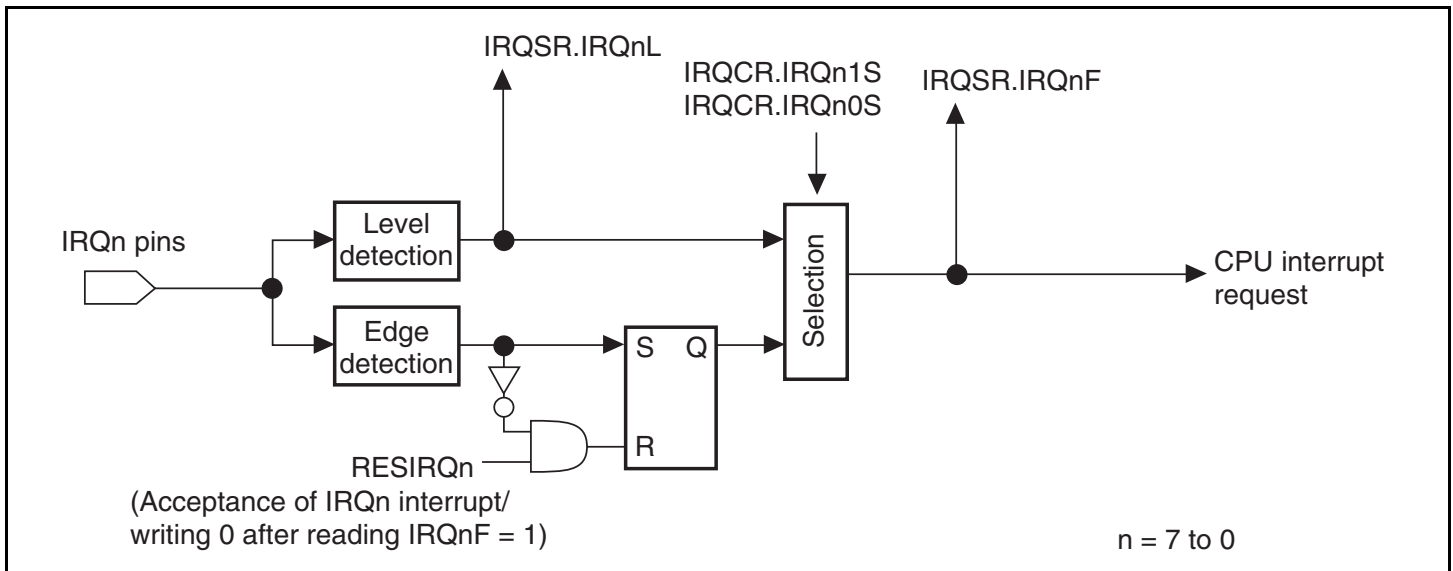 IRQSR.IRQnL
IRQCR.IRQn1S
IRQCR.IRQn0S
IRQSR.IRQnF
IRQn pins
Level
detection
Edge
detection
S Q
R
Selection
CPU interrupt
request
RESIRQn
(Acceptance of IRQn interrupt/
writing 0 after reading IRQnF = 1)
n = 7 to 0